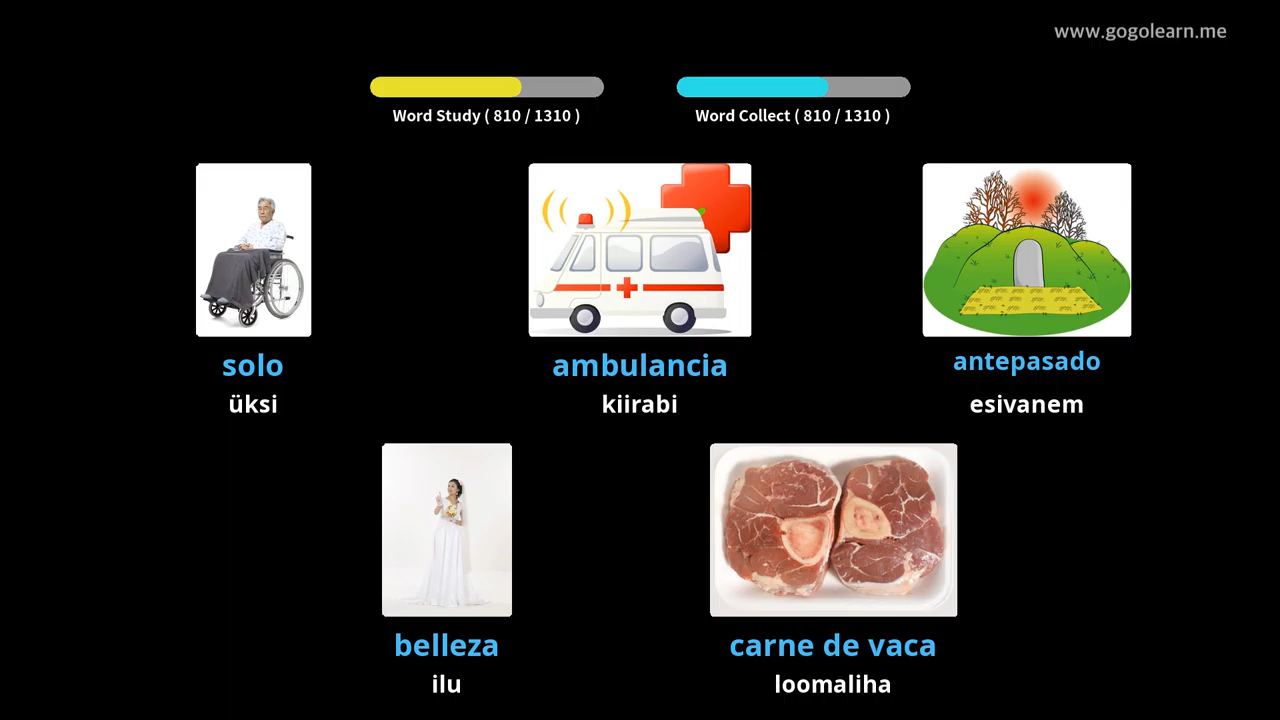 www.gogolearn.me
Word Study ( 810 / 1310 )
Word Collect ( 810 / 1310 )
solo
üksi
ambulancia
kiirabi
antepasado
esivanem
belleza
ilu
carne de vaca
loomaliha